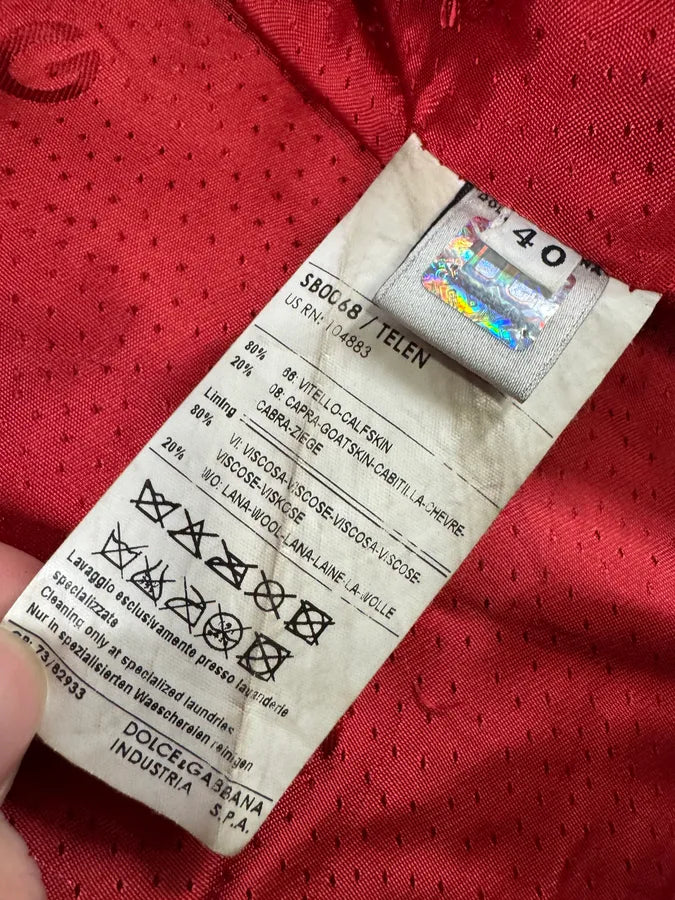 G
40
SB0068 / TELEN
US RN: 104883
80% 66: VITELLO-CALFSKIN
20% 08: CAPRA-GOATSKIN-CABITILLA-CHEVRE-
CABRA-ZIEGE
Lining
80% VI: VISCOSA-VISCOSE-VISCOSA-VISCOSE-
VISCOSE-VISKOSE
20% WO: LANA-WOOL-LANA-LAINE LA-WOLLE
Lavaggio esclusivamente presso lavanderie
specializzate
Cleaning only at specialized laundries
Nur in spezialisierten Waeschereien reinigen
73/82933
DOLCE&GABBANA
INDUSTRIA S.P.A.